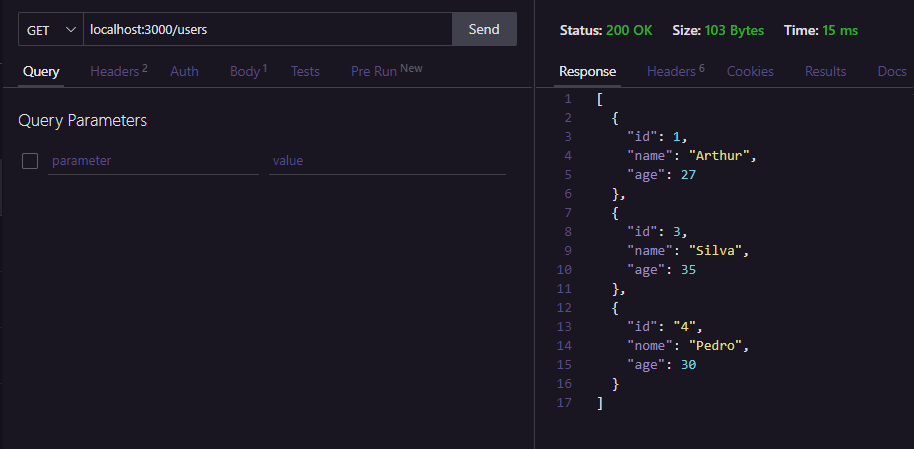 GET localhost:3000/users Send
Query Headers 2 Auth Body 1 Tests Pre Run New
Query Parameters
parameter value
Status: 200 OK Size: 103 Bytes Time: 15 ms
Response Headers 6 Cookies Results Docs
1 [
2 {
3 "id": 1,
4 "name": "Arthur",
5 "age": 27
6 },
7 {
8 "id": 3,
9 "name": "Silva",
10 "age": 35
11 },
12 {
13 "id": "4",
14 "nome": "Pedro",
15 "age": 30
16 }
17 ]